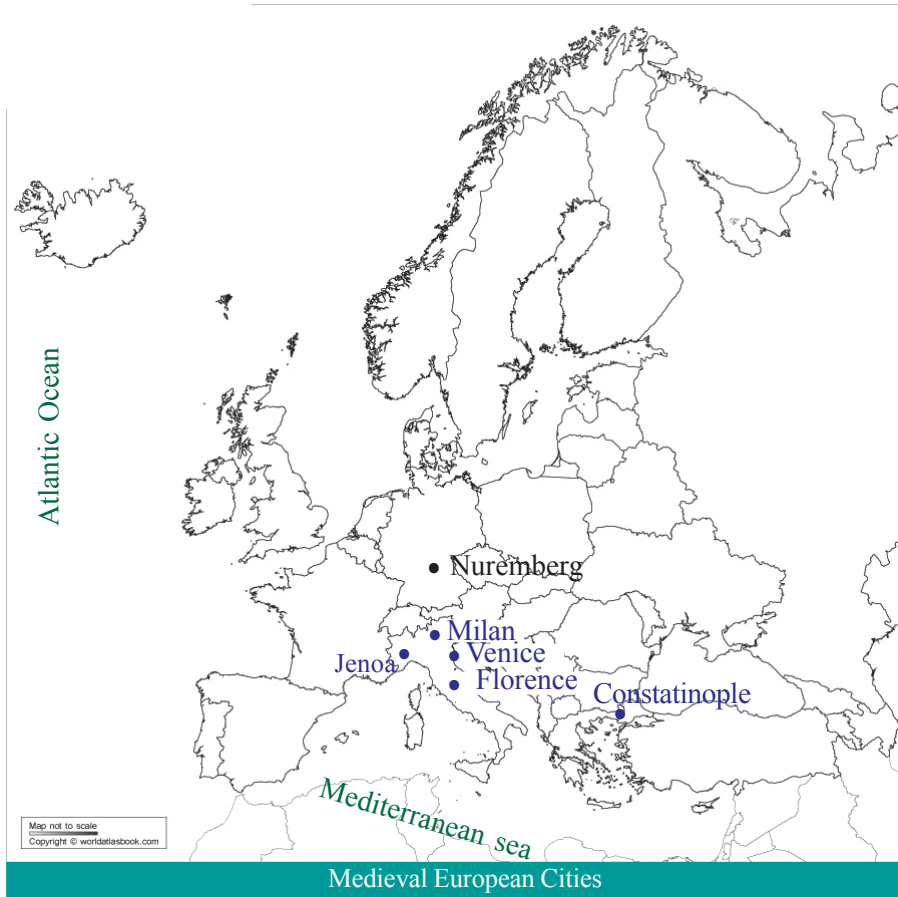 Atlantic Ocean
Nuremberg
Milan
Jenoa
Venice
Florence
Constatinople
Mediterranean sea
Map not to scale
Copyright © worldatlasbook.com
Medieval European Cities